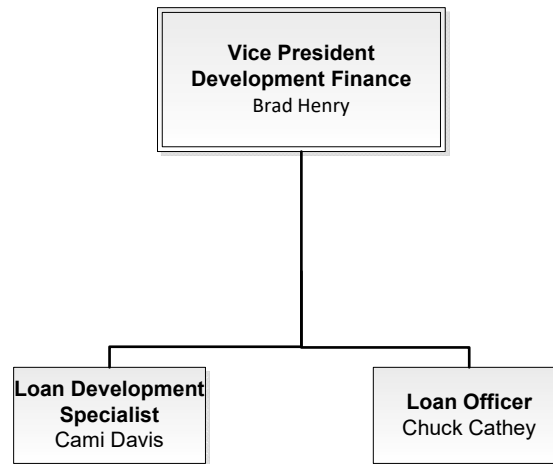 Vice President
Development Finance
Brad Henry
Loan Development
Specialist
Cami Davis
Loan Officer
Chuck Cathey